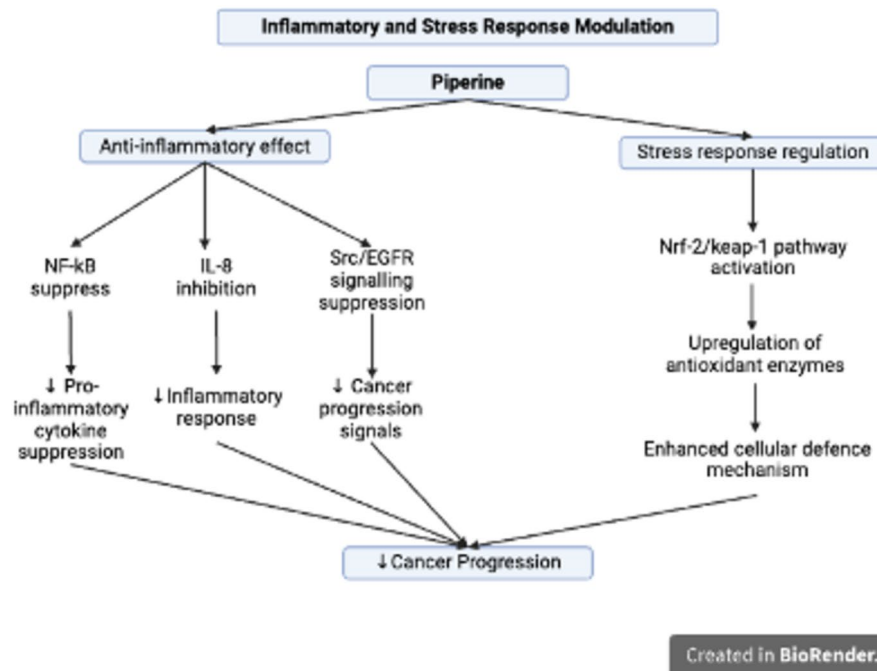 Inflammatory and Stress Response Modulation
Piperine
Anti-inflammatory effect
Stress response regulation
NF-kB
suppress
IL-8
inhibition
Src/EGFR
signalling
suppression
Nrf-2/keap-1 pathway
activation
↓ Pro-
inflammatory
cytokine
suppression
↓Inflammatory
response
↓ Cancer
progression
signals
Upregulation of
antioxidant enzymes
Enhanced cellular defence
mechanism
↓Cancer Progression
Created in BioRender.